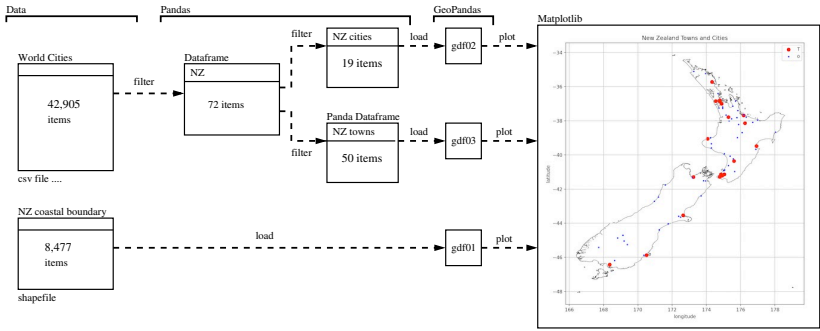 Data
Pandas
GeoPandas
Matplotlib
World Cities
42,905
items
csv file ....
filter
Dataframe
NZ
72 items
filter
filter
NZ cities
19 items
Panda Dataframe
NZ towns
50 items
load
load
gdf02
gdf03
plot
plot
NZ coastal boundary
8,477
items
shapefile
load
gdf01
plot
New Zealand Towns and Cities
−34
−36
−38
−40
−42
−44
−46
−48
latitude
166 168 170 172 174 176 178
longitude